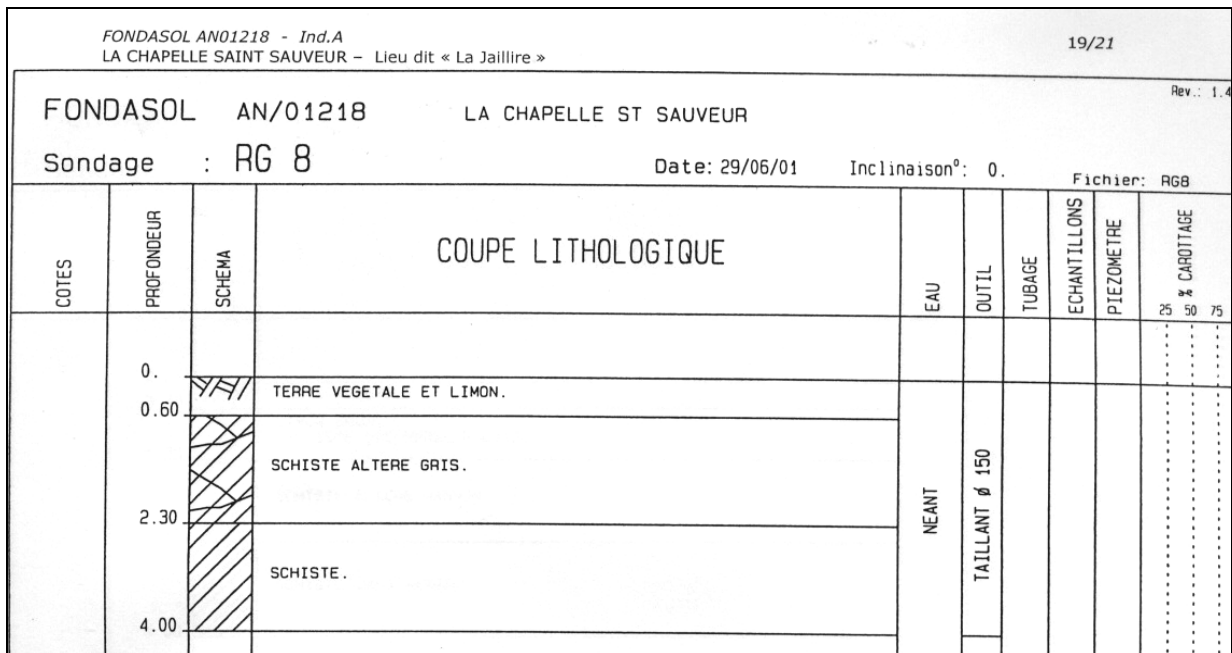 FONDASOL AN01218 - Ind.A
19/21
LA CHAPELLE SAINT SAUVEUR – Lieu dit « La Jaillire »
Rev.: 1.4
FONDASOL AN/01218 LA CHAPELLE ST SAUVEUR
Sondage : RG 8 Date: 29/06/01 Inclinaison°: 0. Fichier: RG8
COTES
PROFONDEUR
SCHEMA
COUPE LITHOLOGIQUE
EAU
OUTIL
TUBAGE
ECHANTILLONS
PIEZOMETRE
% CAROTTAGE
25 50 75
0.
TERRE VEGETALE ET LIMON.
0.60
SCHISTE ALTERE GRIS.
2.30
SCHISTE.
4.00
NEANT
TAILLANT ø 150